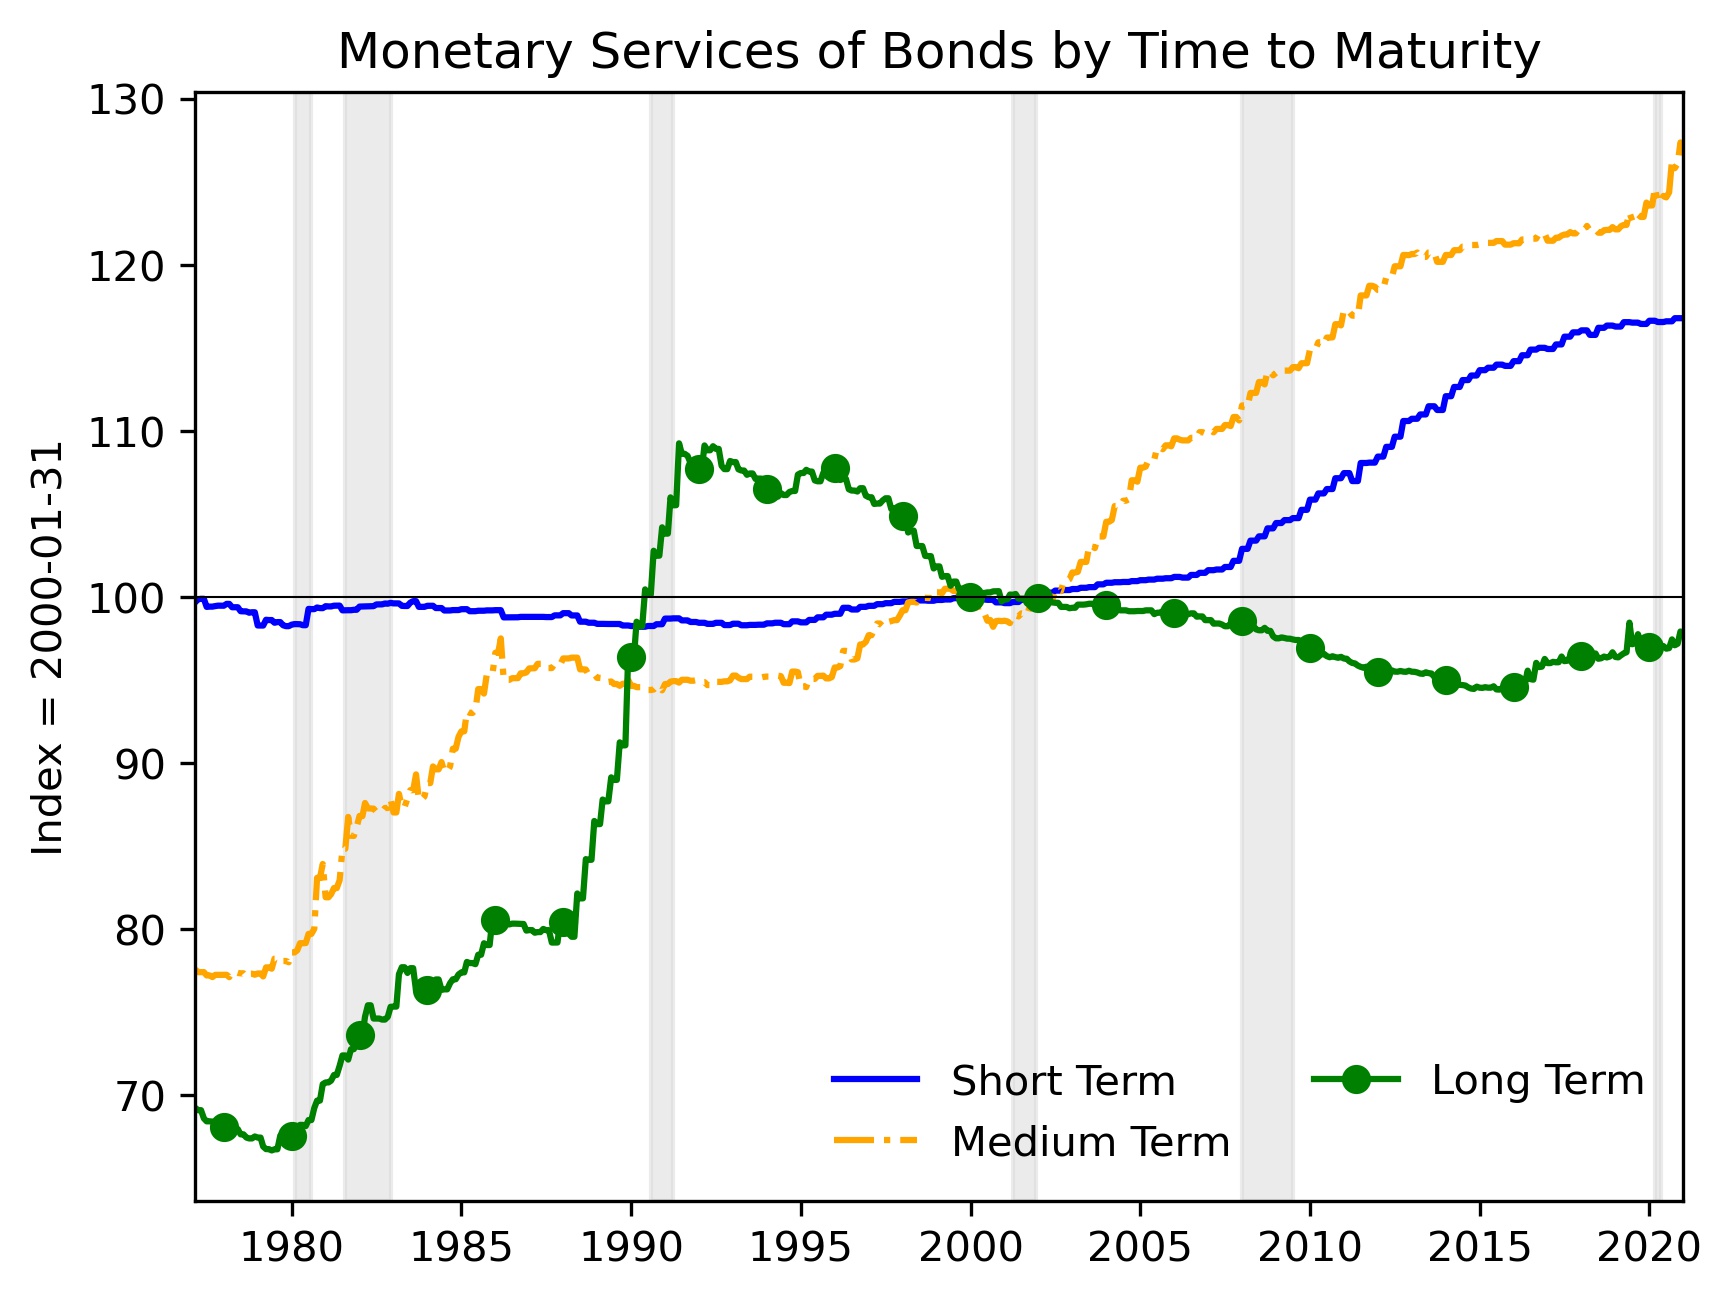 Monetary Services of Bonds by Time to Maturity
Index = 2000-01-31
130
120
110
100
90
80
70
Short Term
Medium Term
Long Term
1980 1985 1990 1995 2000 2005 2010 2015 2020